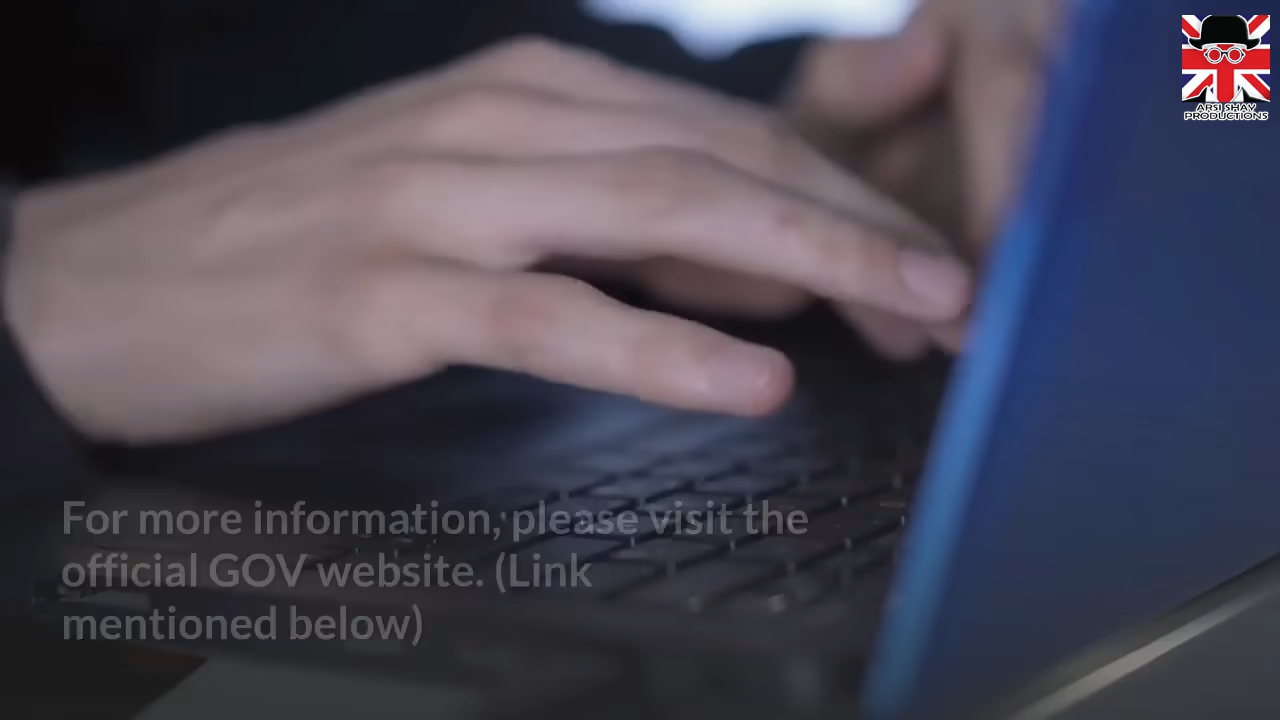 ARSI SHAY
PRODUCTIONS
For more information, please visit the
official GOV website. (Link
mentioned below)